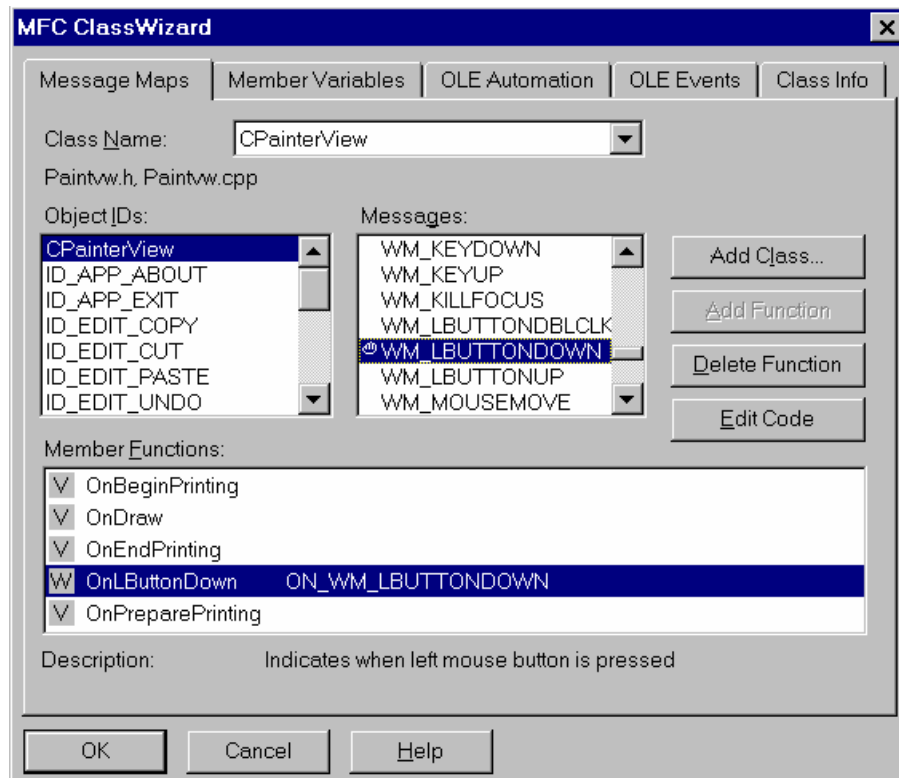 MFC ClassWizard
Message Maps Member Variables OLE Automation OLE Events Class Info
Class Name: CPainterView
Paintvw.h, Paintvw.cpp
Object IDs: Messages:
CPainterView
ID_APP_ABOUT
ID_APP_EXIT
ID_EDIT_COPY
ID_EDIT_CUT
ID_EDIT_PASTE
ID_EDIT_UNDO
WM_KEYDOWN
WM_KEYUP
WM_KILLFOCUS
WM_LBUTTONDBLCLK
WM_LBUTTONDOWN
WM_LBUTTONUP
WM_MOUSEMOVE
Add Class...
Add Function
Delete Function
Edit Code
Member Functions:
V OnBeginPrinting
V OnDraw
V OnEndPrinting
W OnLButtonDown ON_WM_LBUTTONDOWN
V OnPreparePrinting
Description: Indicates when left mouse button is pressed
OK Cancel Help